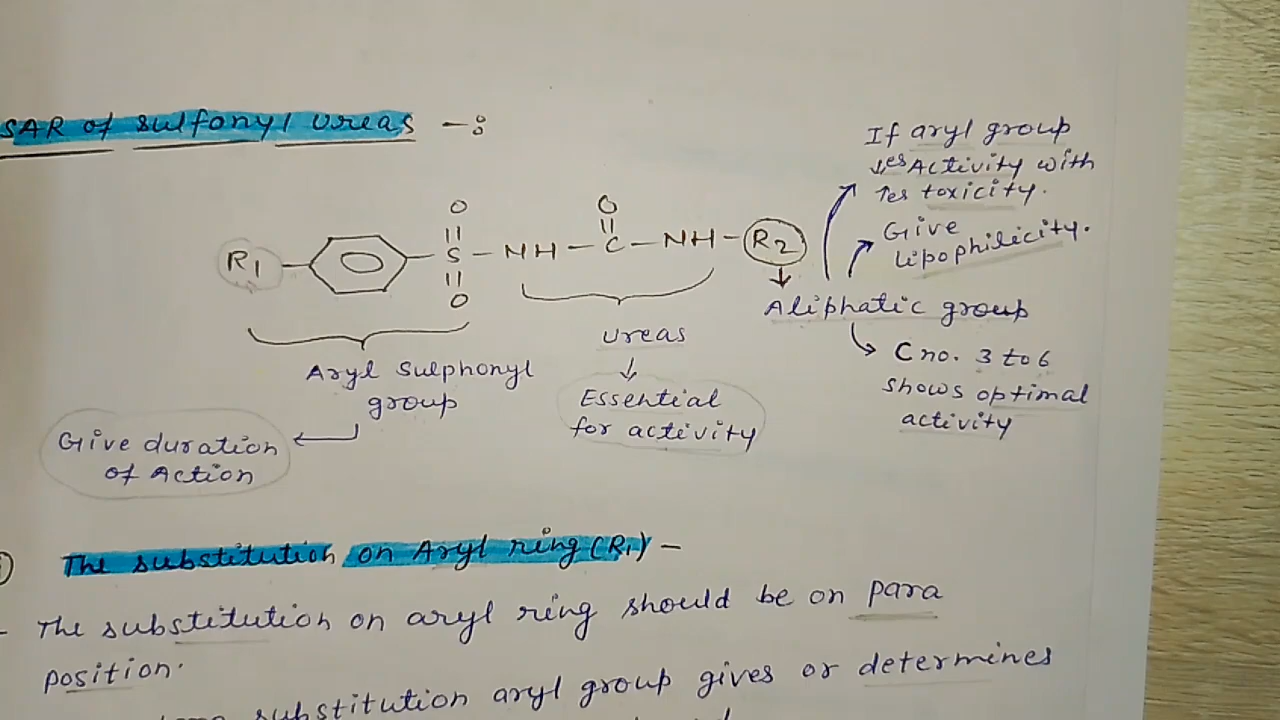 SAR of sulfonyl ureas -:
If aryl group
↓es Activity with
↑es toxicity.
Give
lipophilicity.
O
O
R1
S - NH - C - NH - R2
O
Aliphatic group
ureas
C no. 3 to 6
shows optimal
activity
Aryl sulphonyl
group
Essential
for activity
Give duration
of Action
The substitution on Aryl ring (R1) -
- The substitution on aryl ring should be on para
position.
substitution aryl group gives or determines